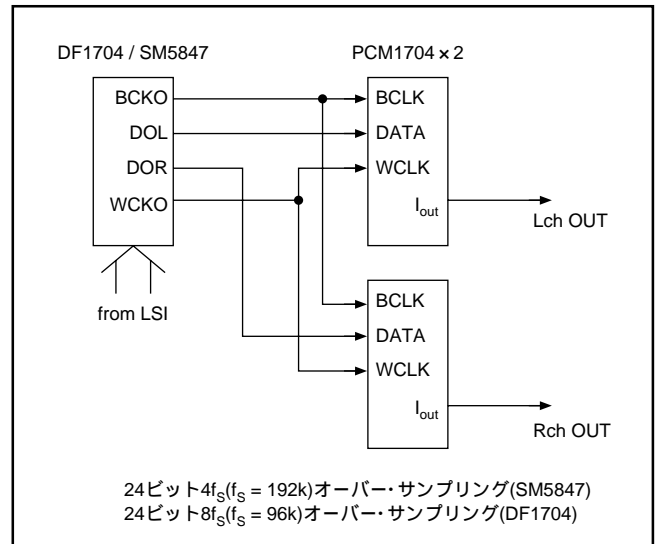 DF1704 / SM5847
PCM1704 × 2
BCKO
DOL
DOR
WCKO
from LSI
BCLK
DATA
WCLK
Iout
Lch OUT
BCLK
DATA
WCLK
Iout
Rch OUT
24ビット4fS(fS = 192k)オーバー・サンプリング(SM5847)
24ビット8fS(fS = 96k)オーバー・サンプリング(DF1704)